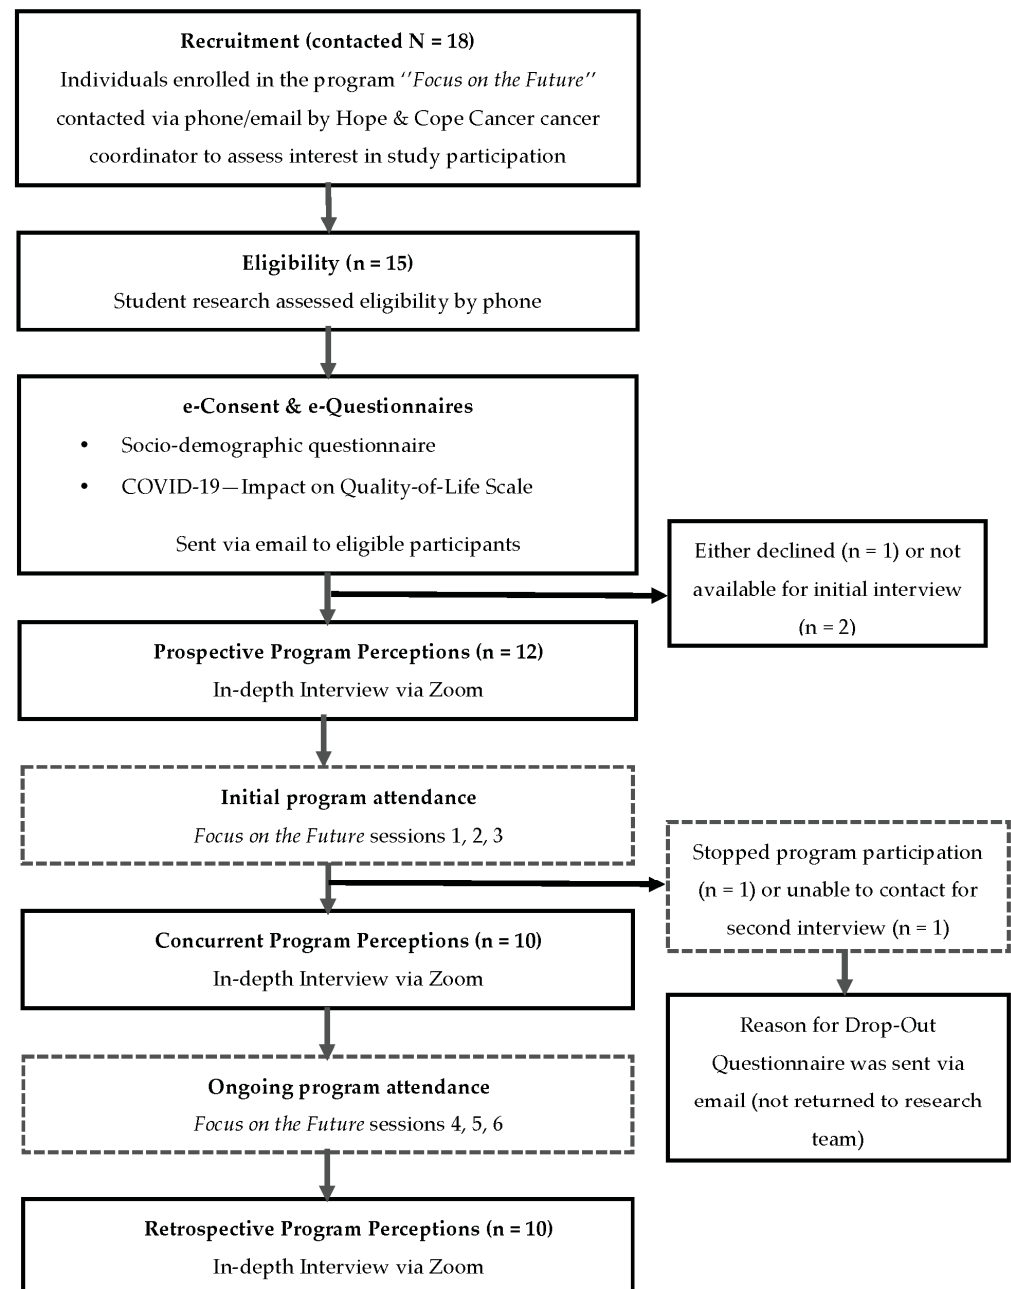 Recruitment (contacted N = 18)
Individuals enrolled in the program ‘’Focus on the Future’’
contacted via phone/email by Hope & Cope Cancer cancer
coordinator to assess interest in study participation
Eligibility (n = 15)
Student research assessed eligibility by phone
e-Consent & e-Questionnaires
• Socio-demographic questionnaire
• COVID-19—Impact on Quality-of-Life Scale
Sent via email to eligible participants
Either declined (n = 1) or not
available for initial interview
(n = 2)
Prospective Program Perceptions (n = 12)
In-depth Interview via Zoom
Initial program attendance
Focus on the Future sessions 1, 2, 3
Stopped program participation
(n = 1) or unable to contact for
second interview (n = 1)
Concurrent Program Perceptions (n = 10)
In-depth Interview via Zoom
Reason for Drop-Out
Questionnaire was sent via
email (not returned to research
team)
Ongoing program attendance
Focus on the Future sessions 4, 5, 6
Retrospective Program Perceptions (n = 10)
In-depth Interview via Zoom